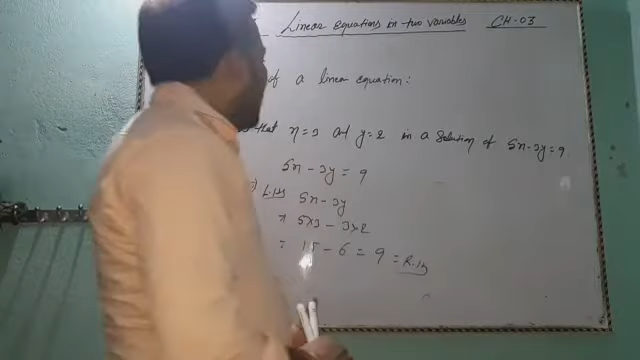 Linear Equations in two variables CH-03
of a linear equation:
that x=3 and y=2 is a solution of 5x-3y=9
5x-3y=9
L.H.S 5x-3y
= 5×3-3×2
= 15-6=9=R.H.S